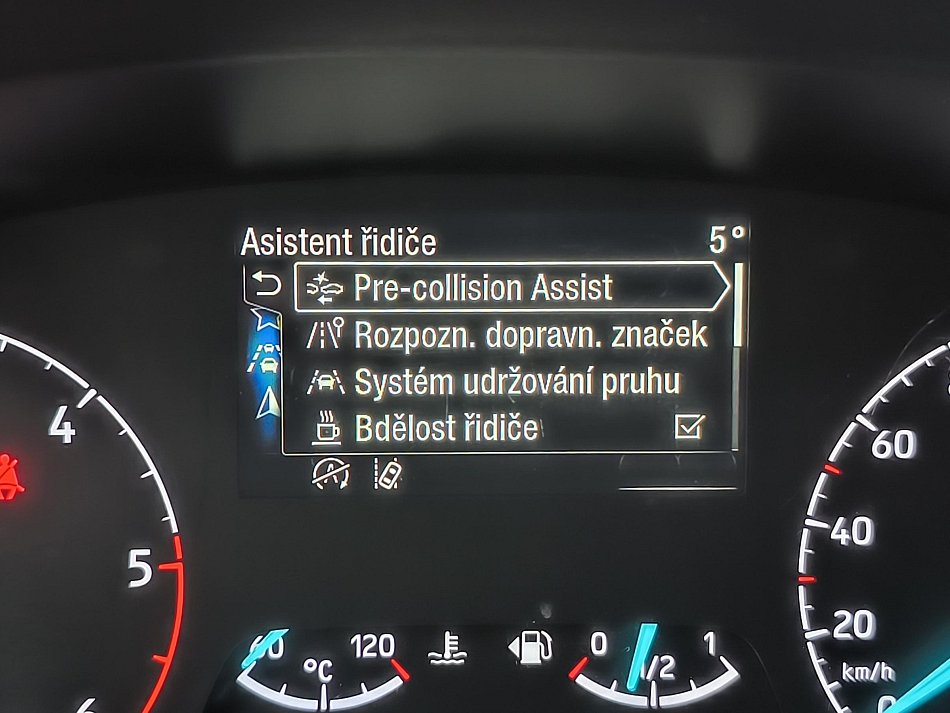 Asistent řidiče 5°
Pre-collision Assist
Rozpozn. dopravn. značek
Systém udržování pruhu
Bdělost řidiče
4
5
60
40
20
km/h
60 °C 120
0 1/2 1